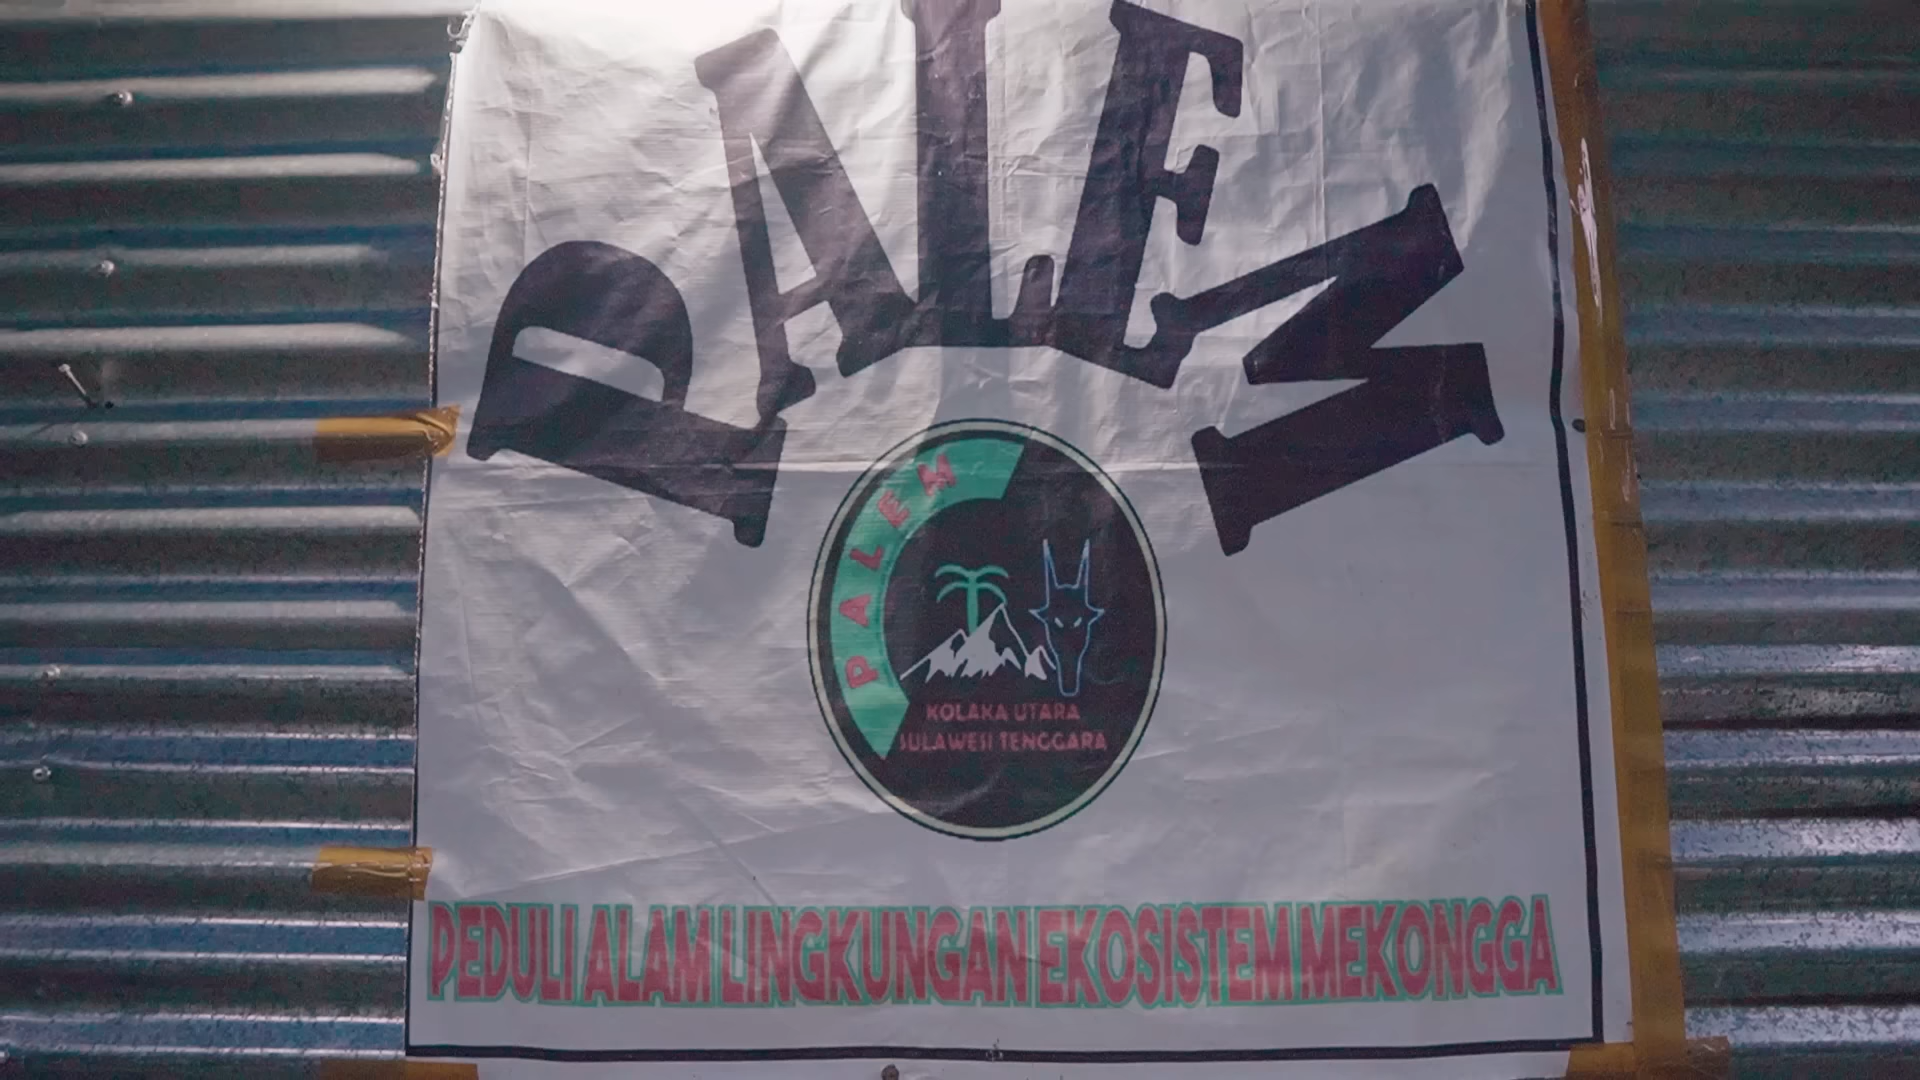 PALEM
PALEM
KOLAKA UTARA
SULAWESI TENGGARA
PEDULI ALAM LINGKUNGAN EKOSISTEM MEKONGGA